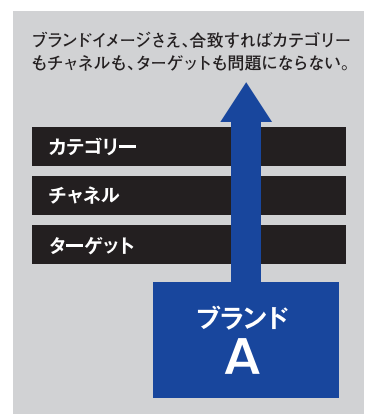 ブランドイメージさえ、合致すればカテゴリー
もチャネルも、ターゲットも問題にならない。
カテゴリー
チャネル
ターゲット
ブランド
A